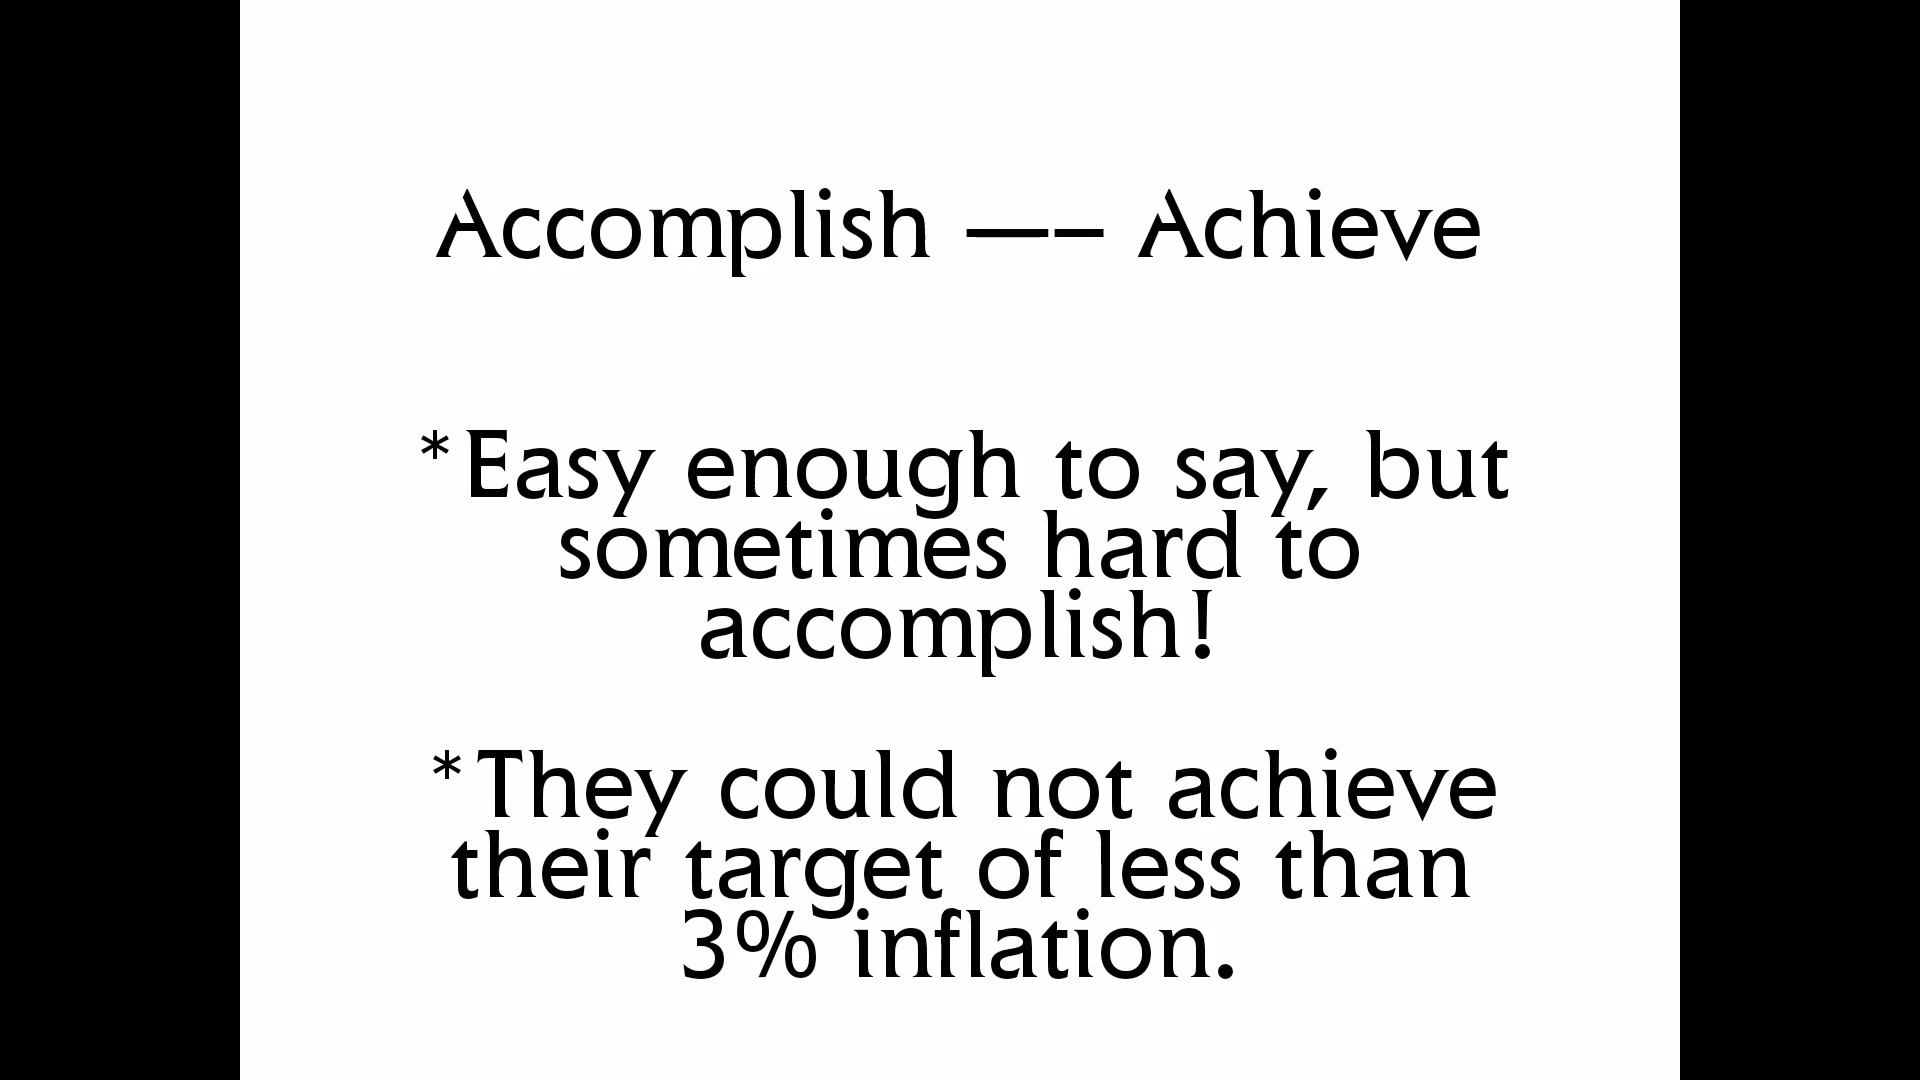 Accomplish —– Achieve
*Easy enough to say, but
sometimes hard to
accomplish!
*They could not achieve
their target of less than
3% inflation.